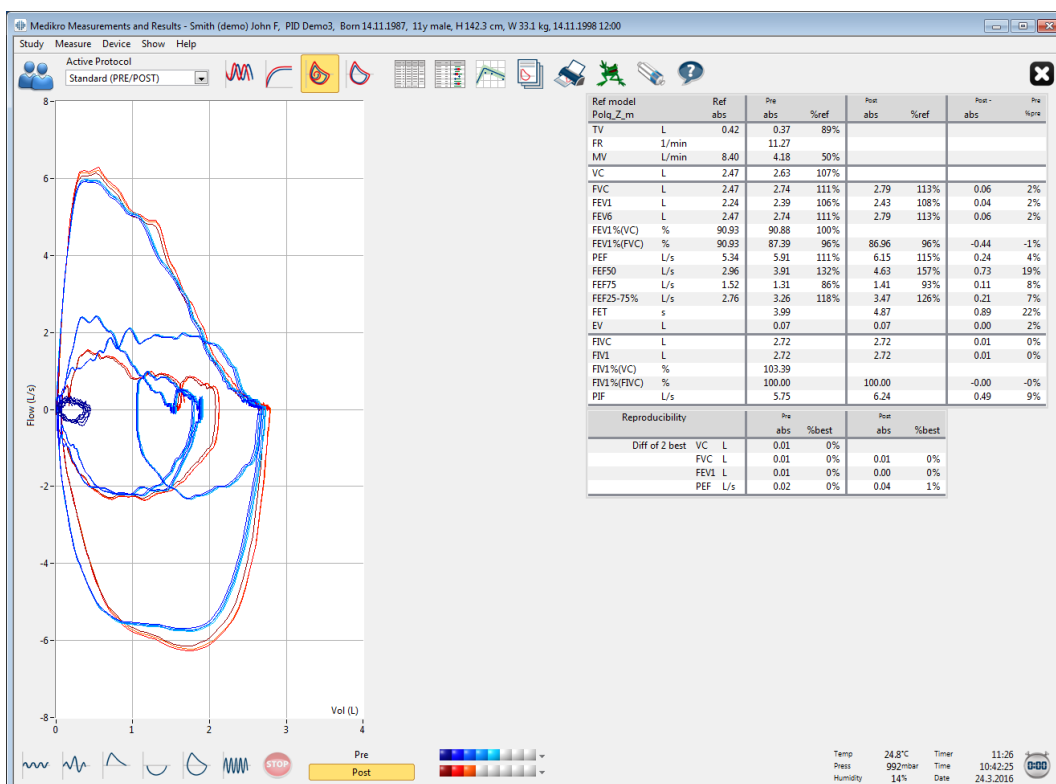 Medikro Measurements and Results - Smith (demo) John F, PID Demo3, Born 14.11.1987, 11y male, H 142.3 cm, W 33.1 kg, 14.11.1998 12:00
Study Measure Device Show Help
Active Protocol
Standard (PRE/POST)
Ref model Ref Pre Post Post - Pre
Polg_Z_m abs abs %ref abs %ref abs %pre
TV L 0.42 0.37 89%
FR 1/min 11.27
MV L/min 8.40 4.18 50%
VC L 2.47 2.63 107%
FVC L 2.47 2.74 111% 2.79 113% 0.06 2%
FEV1 L 2.24 2.39 106% 2.43 108% 0.04 2%
FEV6 L 2.47 2.74 111% 2.79 113% 0.06 2%
FEV1%(VC) % 90.93 90.88 100%
FEV1%(FVC) % 90.93 87.39 96% 86.96 96% -0.44 -1%
PEF L/s 5.34 5.91 111% 6.15 115% 0.24 4%
FEF50 L/s 2.96 3.91 132% 4.63 157% 0.73 19%
FEF75 L/s 1.52 1.31 86% 1.41 93% 0.11 8%
FEF25-75% L/s 2.76 3.26 118% 3.47 126% 0.21 7%
FET s 3.99 4.87 0.89 22%
EV L 0.07 0.07 0.00 2%
FIVC L 2.72 2.72 0.01 0%
FIV1 L 2.72 2.72 0.01 0%
FIV1%(VC) % 103.39
FIV1%(FIVC) % 100.00 100.00 -0.00 -0%
PIF L/s 5.75 6.24 0.49 9%
Reproducibility Pre Post
abs %best abs %best
Diff of 2 best VC L 0.01 0%
FVC L 0.01 0% 0.01 0%
FEV1 L 0.01 0% 0.00 0%
PEF L/s 0.02 0% 0.04 1%
8
6
4
2
0
-2
-4
-6
-8
Flow (L/s)
Vol (L)
0 1 2 3 4
STOP
Pre
Post
Temp 24.8°C Timer 11:26
Press 992mbar Time 10:42:25
Humidity 14% Date 24.3.2016
0:00